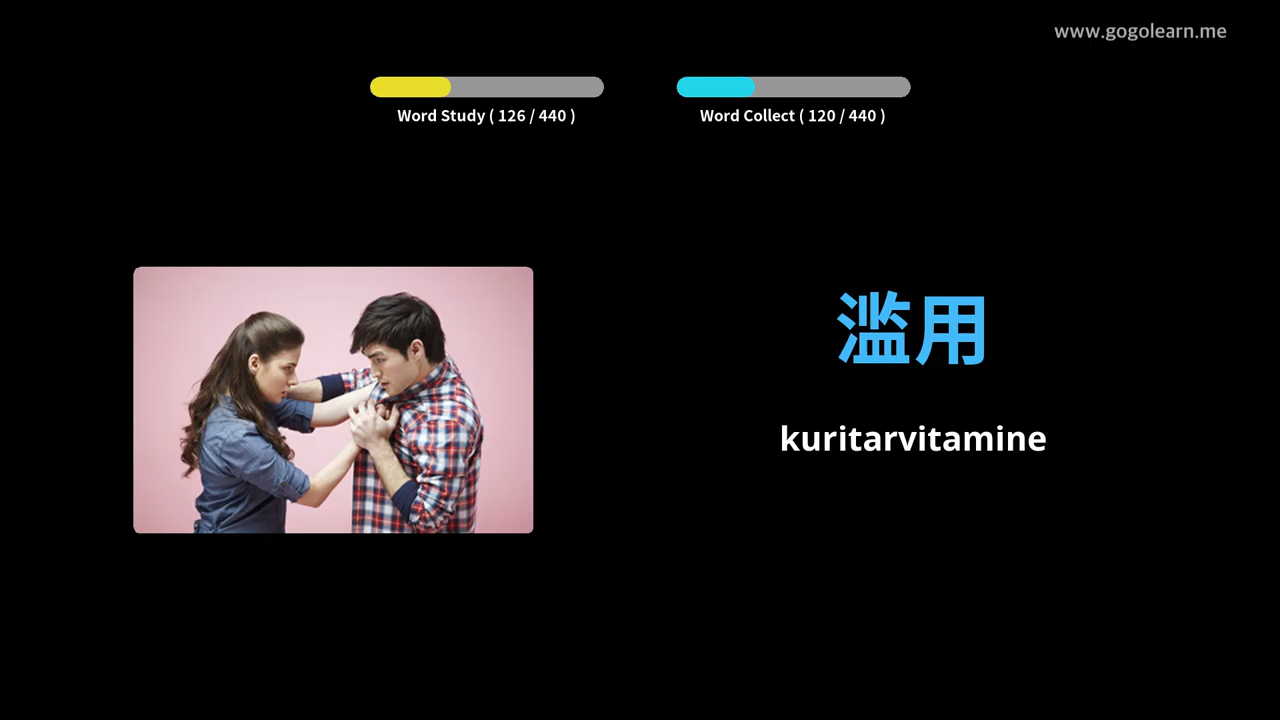 www.gogolearn.me
Word Study ( 126 / 440 )
Word Collect ( 120 / 440 )
滥用
kuritarvitamine